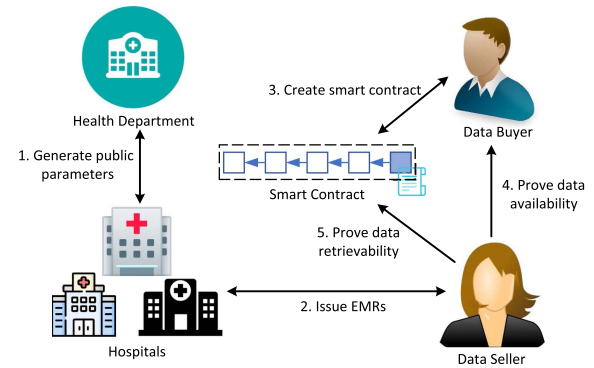 Health Department
1. Generate public
parameters
Hospitals
3. Create smart contract
Smart Contract
Data Buyer
4. Prove data
availability
5. Prove data
retrievability
2. Issue EMRs
Data Seller